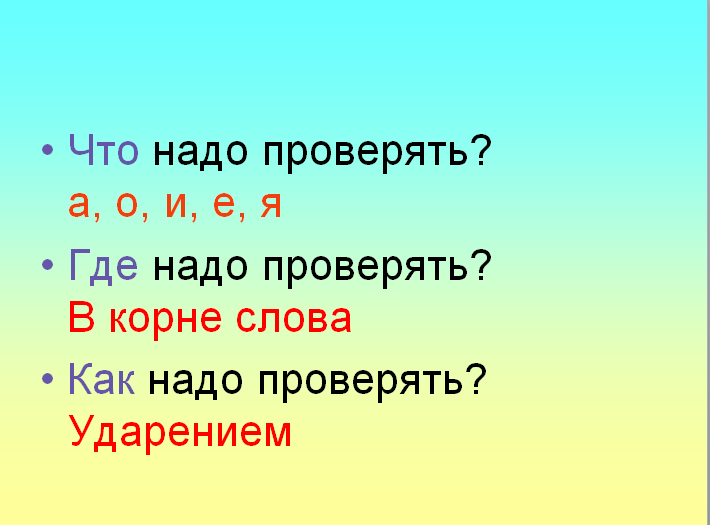 • Что надо проверять?
а, о, и, е, я
• Где надо проверять?
В корне слова
• Как надо проверять?
Ударением